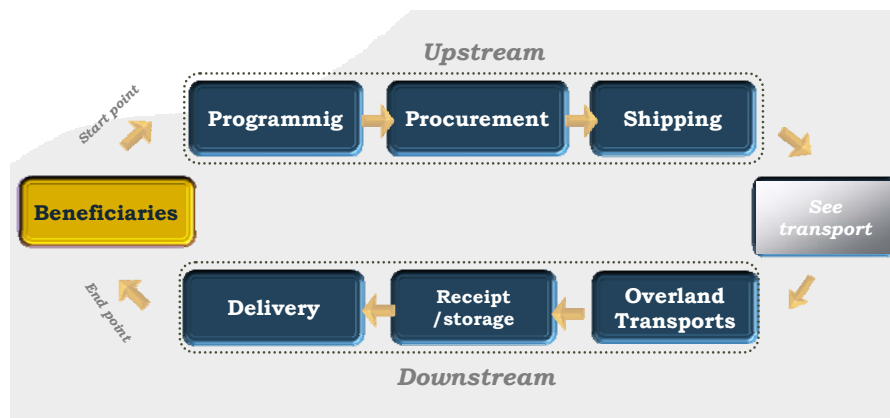 Upstream
Start point
Programmig
Procurement
Shipping
Beneficiaries
See
transport
End point
Delivery
Receipt
/storage
Overland
Transports
Downstream